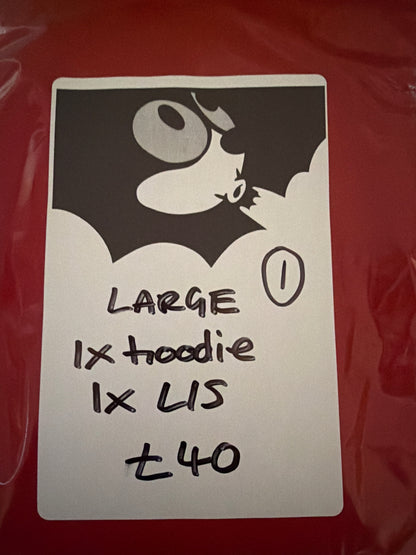 1
LARGE
1x hoodie
1x L/S
£40